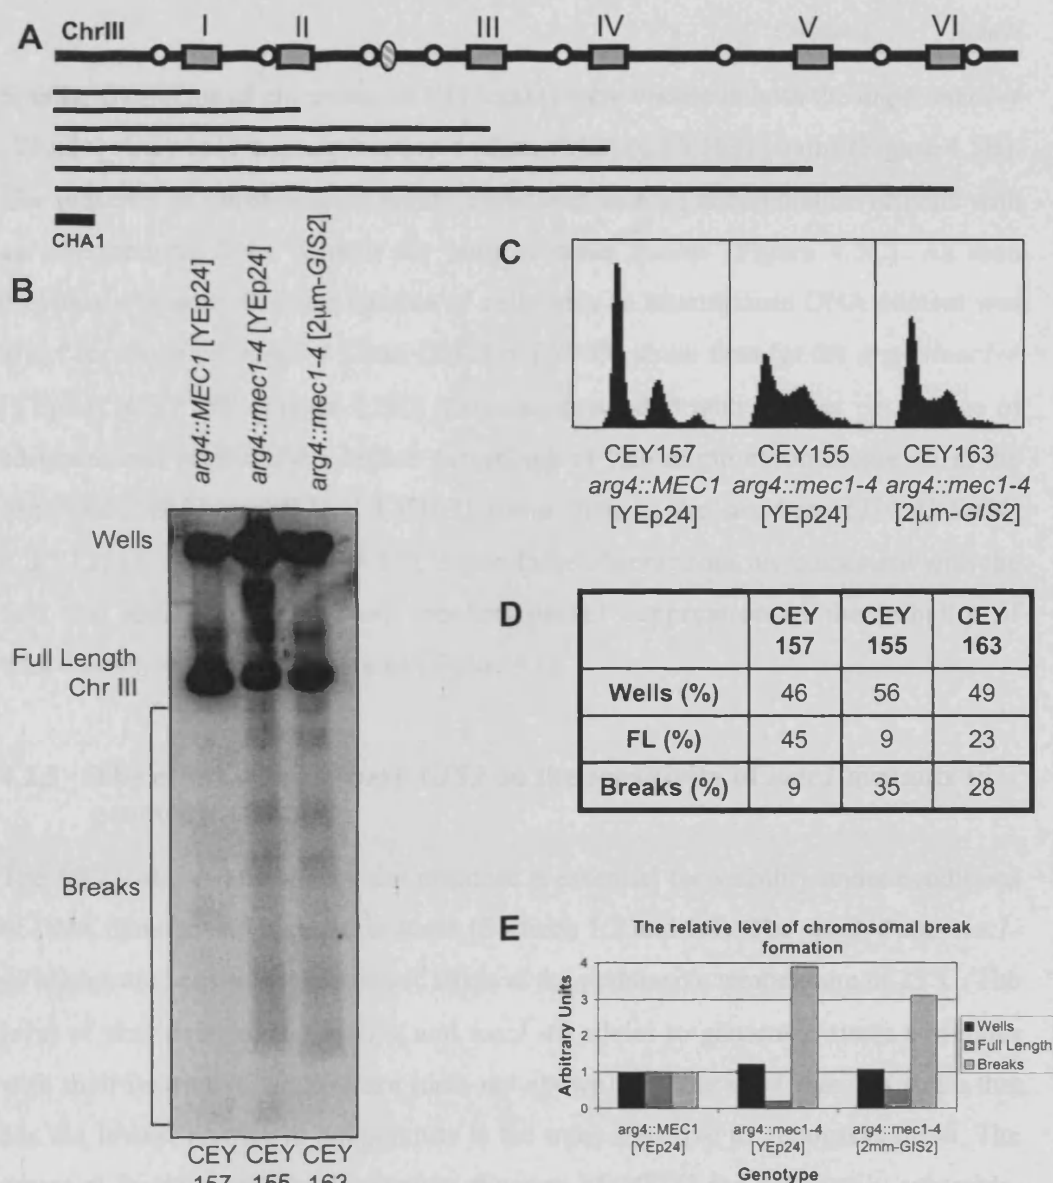 A
ChrIII
I II III IV V VI
CHA1
B
arg4::MEC1 [YEp24]
arg4::mec1-4 [YEp24]
arg4::mec1-4 [2µm-GIS2]
Wells
Full Length
Chr III
Breaks
CEY CEY CEY
157 155 163
C
CEY157 CEY155 CEY163
arg4::MEC1 arg4::mec1-4 arg4::mec1-4
[YEp24] [YEp24] [2µm-GIS2]
D
CEY CEY CEY
157 155 163
Wells (%) 46 56 49
FL (%) 45 9 23
Breaks (%) 9 35 28
E
The relative level of chromosomal break
formation
Arbitrary Units
4
3
2
1
0
Wells
Full Length
Breaks
arg4::MEC1 arg4::mec1-4 arg4::mec1-4
[YEp24] [YEp24] [2mm-GIS2]
Genotype